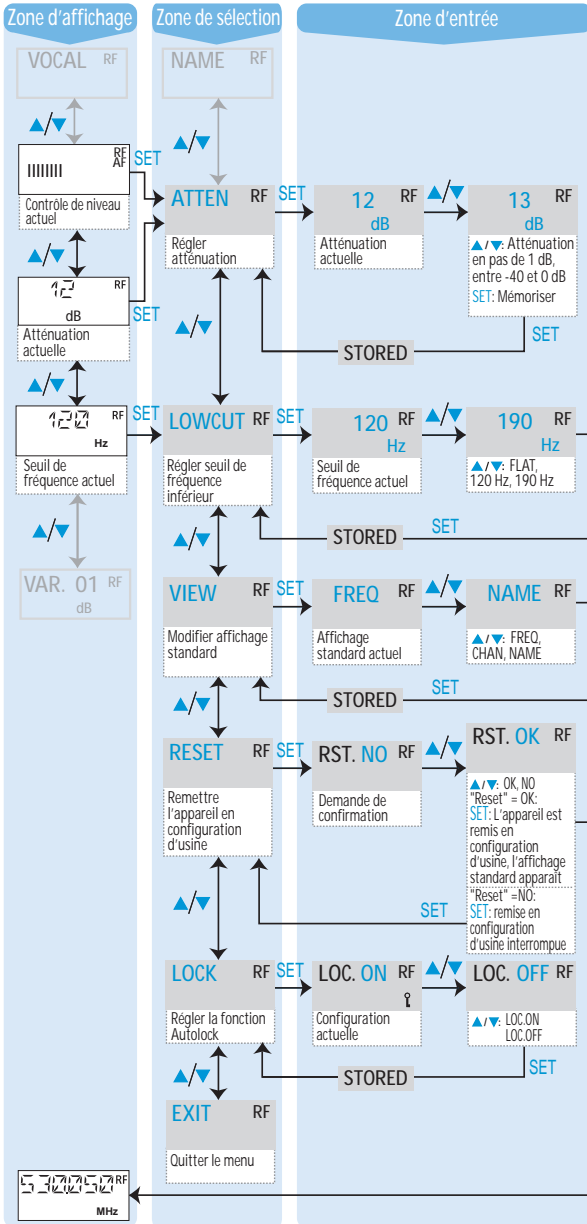 Zone d'affichage
Zone de sélection
Zone d'entrée
VOCAL RF
NAME RF
▲/▼
▲/▼
RF
AF
SET
Contrôle de niveau
actuel
ATTEN RF
SET
12 RF
dB
▲/▼
13 RF
dB
Régler
atténuation
Atténuation
actuelle
▲/▼: Atténuation
en pas de 1 dB,
entre -40 et 0 dB
SET: Mémoriser
▲/▼
12 RF
dB
SET
Atténuation
actuelle
▲/▼
SET
STORED
▲/▼
120 RF
Hz
SET
LOWCUT RF
SET
120 RF
Hz
▲/▼
190 RF
Hz
Seuil de
fréquence actuel
Régler seuil de
fréquence
inférieur
Seuil de
fréquence actuel
▲/▼: FLAT,
120 Hz, 190 Hz
▲/▼
▲/▼
STORED
SET
VAR. 01 RF
dB
VIEW RF
SET
FREQ RF
▲/▼
NAME RF
Modifier affichage
standard
Affichage
standard actuel
▲/▼: FREQ,
CHAN, NAME
▲/▼
STORED
SET
RESET RF
SET
RST. NO RF
▲/▼
RST. OK RF
Remettre
l'appareil en
configuration
d'usine
Demande de
confirmation
▲/▼: OK, NO
"Reset" = OK:
SET: L'appareil est
remis en
configuration
d'usine, l'affichage
standard apparaît
"Reset" =NO:
SET: remise en
configuration
d'usine interrompue
▲/▼
SET
LOCK RF
SET
LOC. ON RF
▲/▼
LOC. OFF RF
Régler la fonction
Autolock
Configuration
actuelle
▲/▼: LOC.ON
LOC.OFF
▲/▼
STORED
SET
EXIT RF
Quitter le menu
530.050 RF
MHz